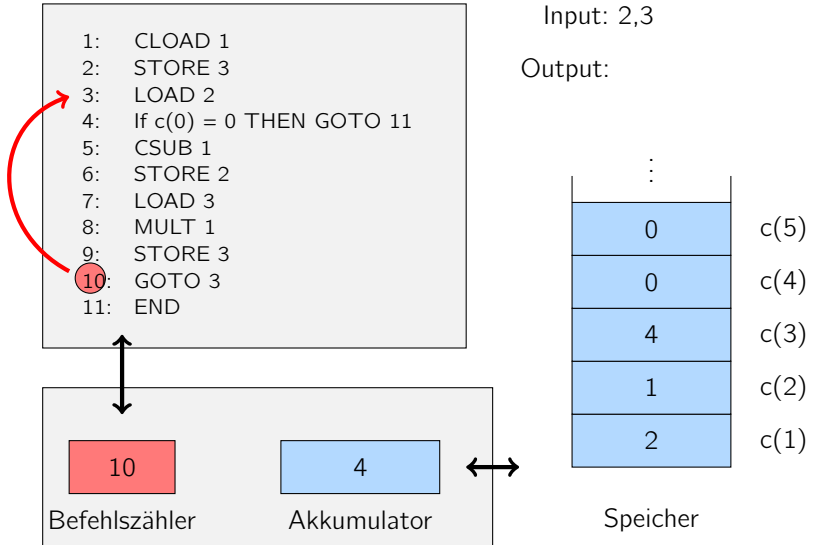 1: CLOAD 1
2: STORE 3
3: LOAD 2
4: If c(0) = 0 THEN GOTO 11
5: CSUB 1
6: STORE 2
7: LOAD 3
8: MULT 1
9: STORE 3
10: GOTO 3
11: END
Input: 2,3
Output:
⋮
0 c(5)
0 c(4)
4 c(3)
1 c(2)
2 c(1)
Speicher
10
Befehlszähler
4
Akkumulator